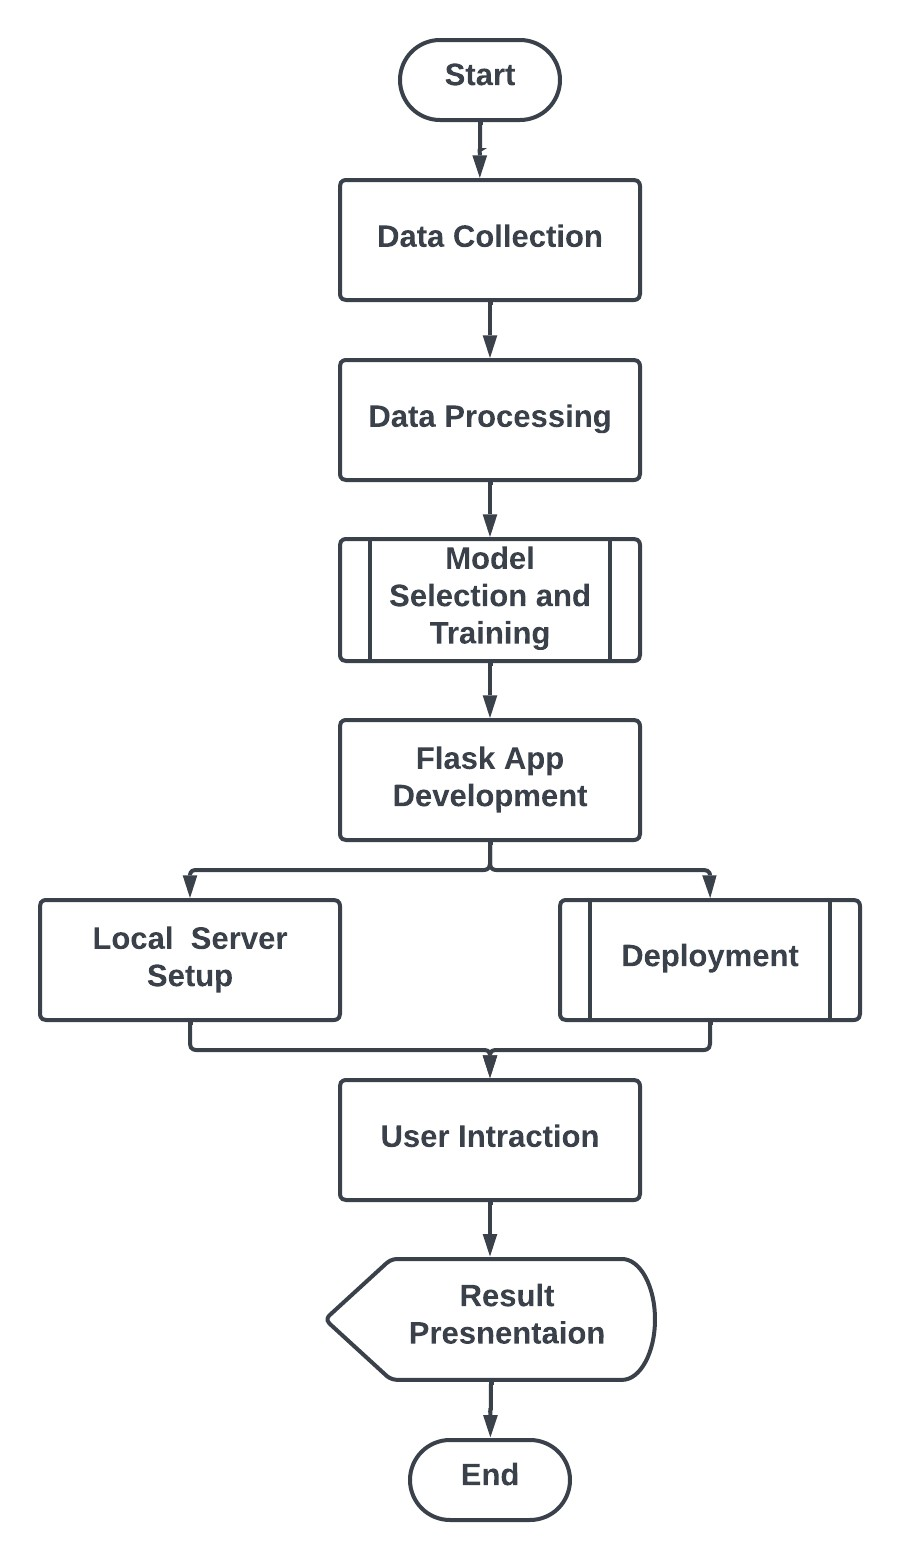 Start
Data Collection
Data Processing
Model
Selection and
Training
Flask App
Development
Local  Server
Setup
Deployment
User Intraction
Result
Presnentaion
End